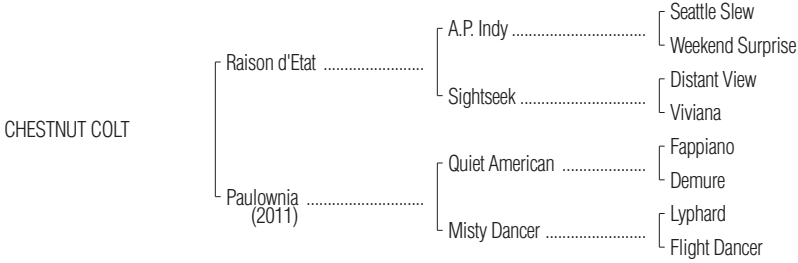 Seattle Slew
A.P. Indy ..................................
Weekend Surprise
Raison d'Etat .........................
Distant View
Sightseek ................................
Viviana
CHESTNUT COLT
Fappiano
Quiet American .....................
Demure
Paulownia .............................
(2011)
Lyphard
Misty Dancer .........................
Flight Dancer